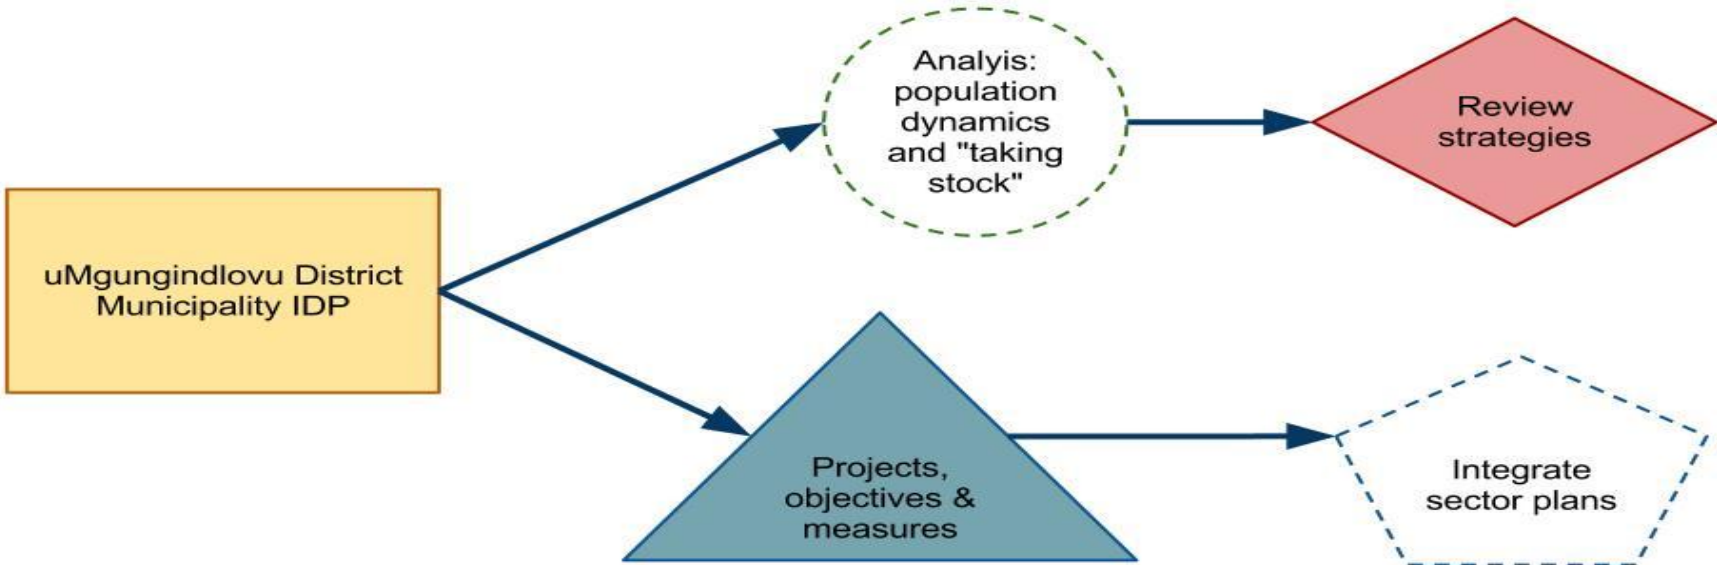 Analyis:
population
dynamics
and "taking
stock"
Review
strategies
uMgungindlovu District
Municipality IDP
Projects,
objectives &
measures
Integrate
sector plans